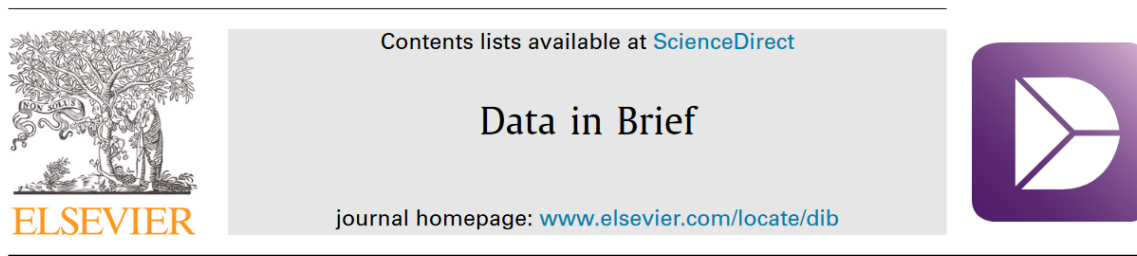 Contents lists available at ScienceDirect
Data in Brief
journal homepage: www.elsevier.com/locate/dib
NON SOLUS
ELSEVIER